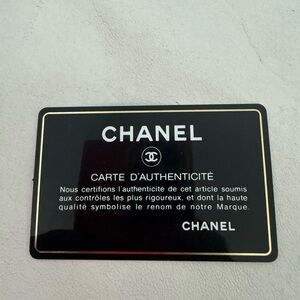 CHANEL
CARTE D'AUTHENTICITÉ
Nous certifions l'authenticité de cet article soumis
aux contrôles les plus rigoureux, et dont la haute
qualité symbolise le renom de notre Marque.
CHANEL